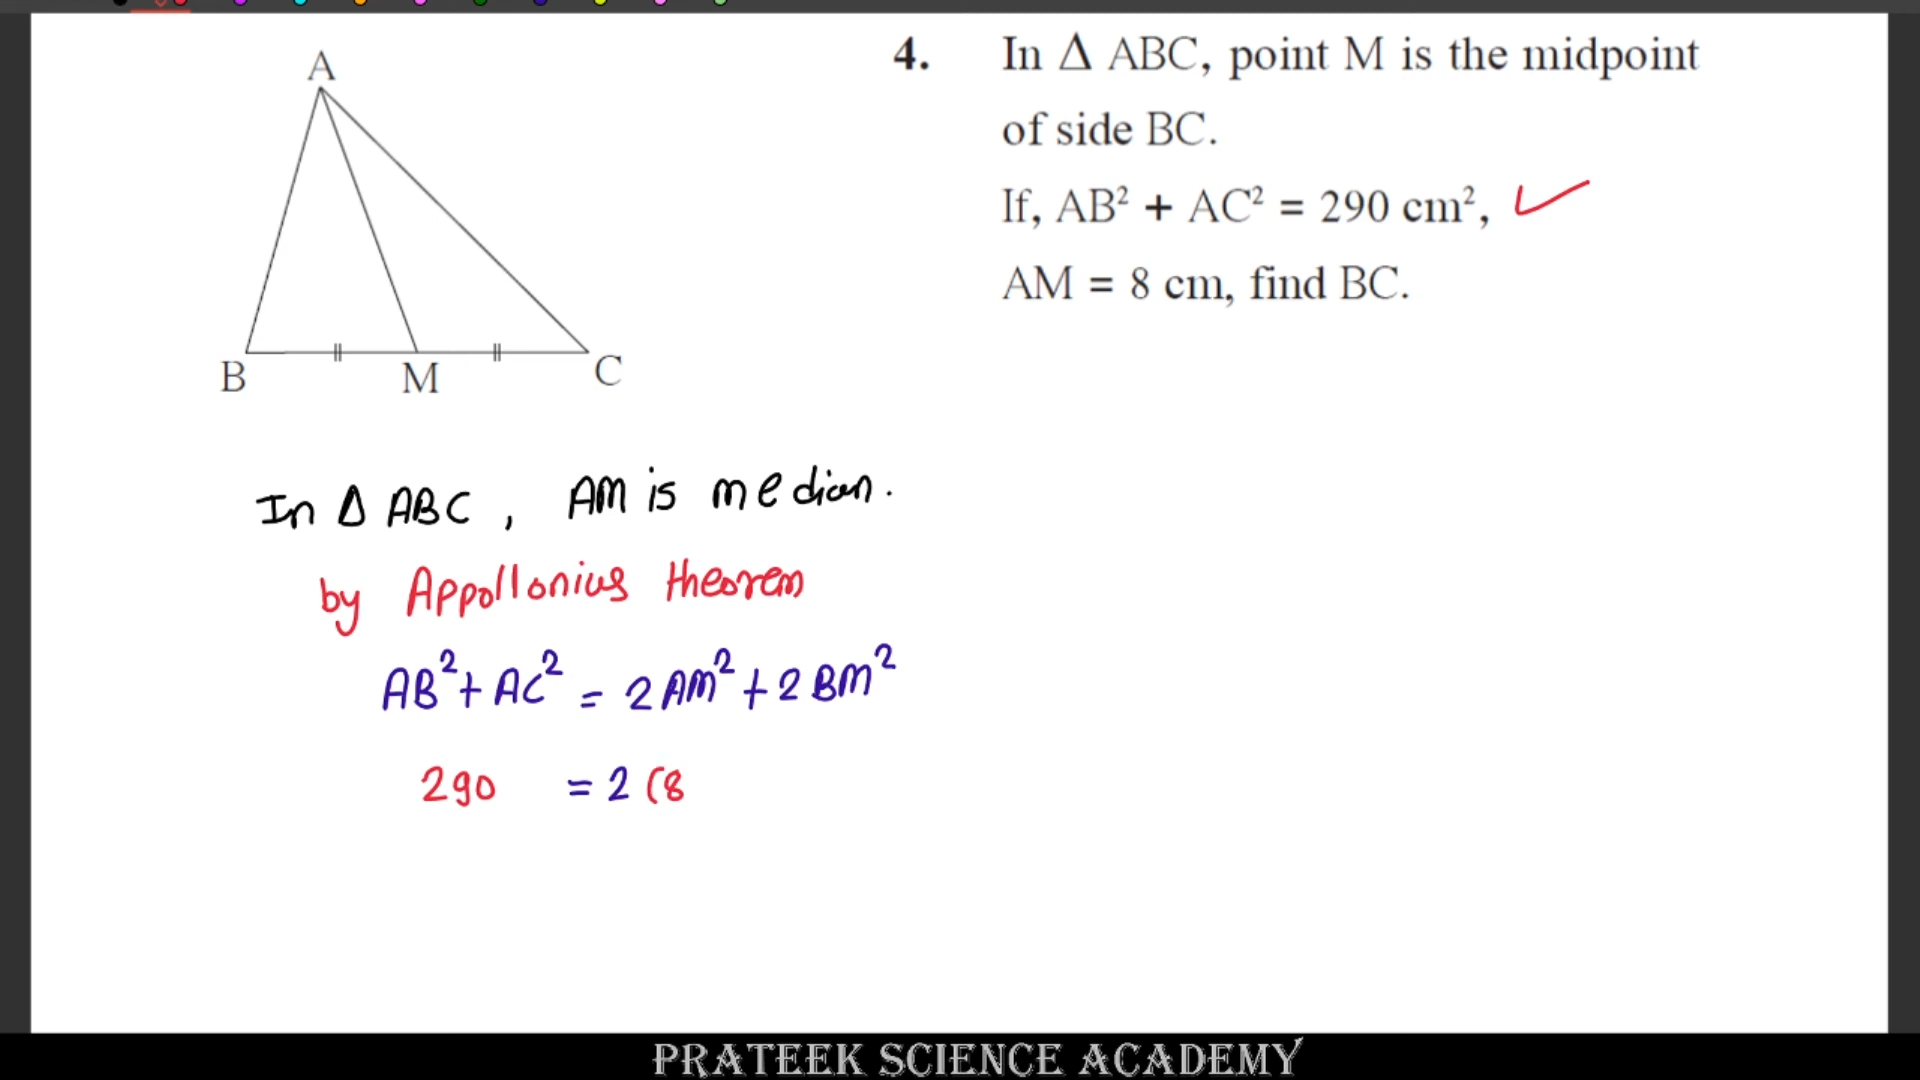 A
B
M
C
4. In Δ ABC, point M is the midpoint
of side BC.
If, AB² + AC² = 290 cm²,
AM = 8 cm, find BC.
In Δ ABC , AM is median.
by Appollonius theorem
AB² + AC² = 2 AM² + 2 BM²
290 = 2 (8
PRATEEK SCIENCE ACADEMY